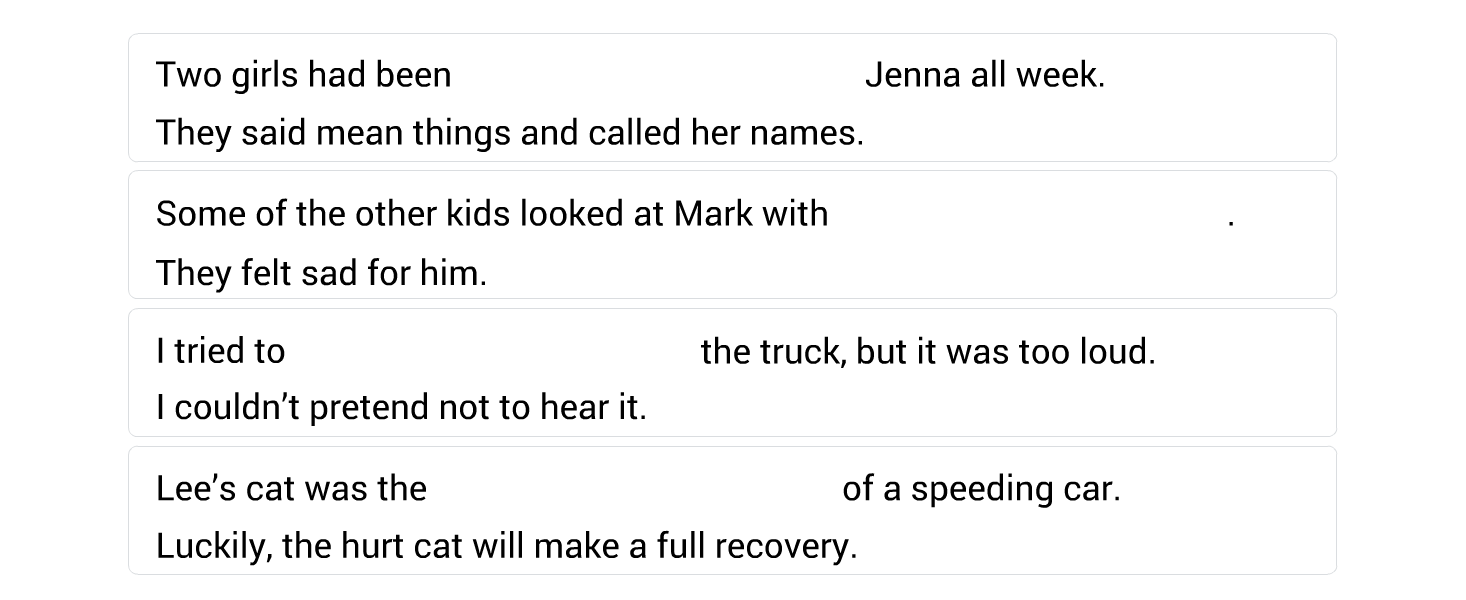 Two girls had been Jenna all week.
They said mean things and called her names.
Some of the other kids looked at Mark with .
They felt sad for him.
I tried to the truck, but it was too loud.
I couldn’t pretend not to hear it.
Lee’s cat was the of a speeding car.
Luckily, the hurt cat will make a full recovery.